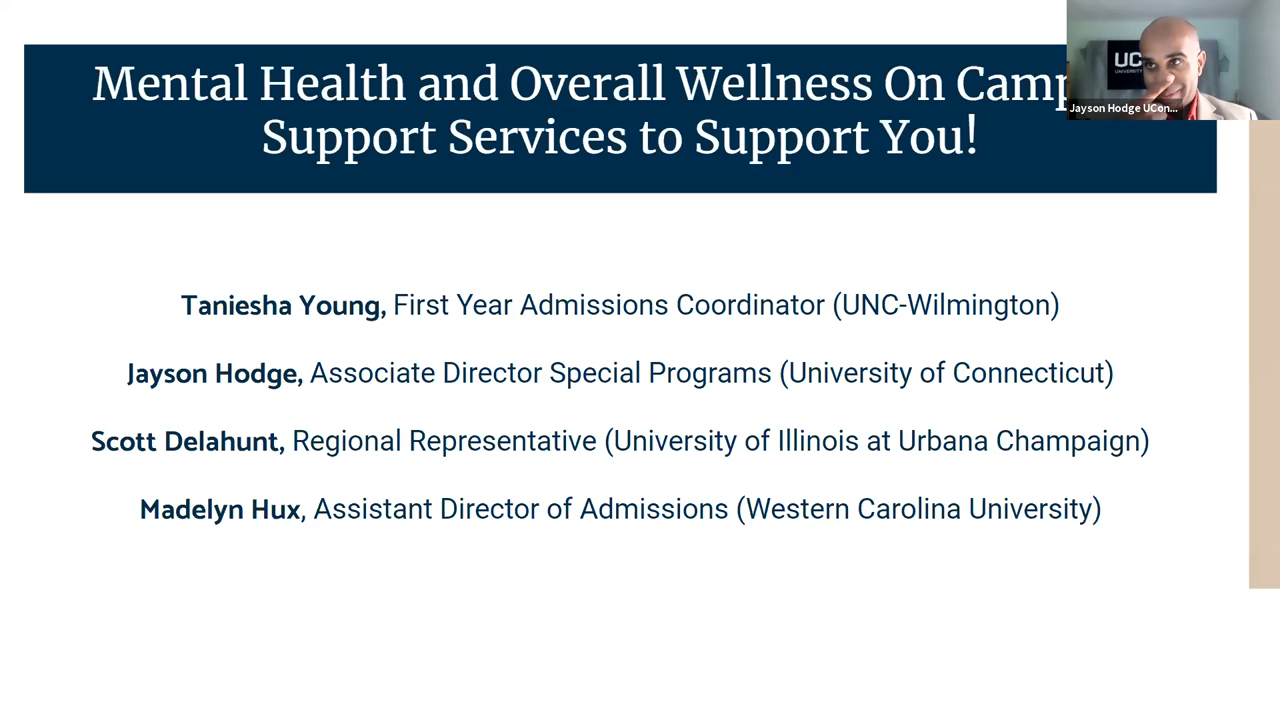 Mental Health and Overall Wellness On Camp
Support Services to Support You!
UC
UNIVERSITY
Jayson Hodge UCon...
Taniesha Young, First Year Admissions Coordinator (UNC-Wilmington)
Jayson Hodge, Associate Director Special Programs (University of Connecticut)
Scott Delahunt, Regional Representative (University of Illinois at Urbana Champaign)
Madelyn Hux, Assistant Director of Admissions (Western Carolina University)